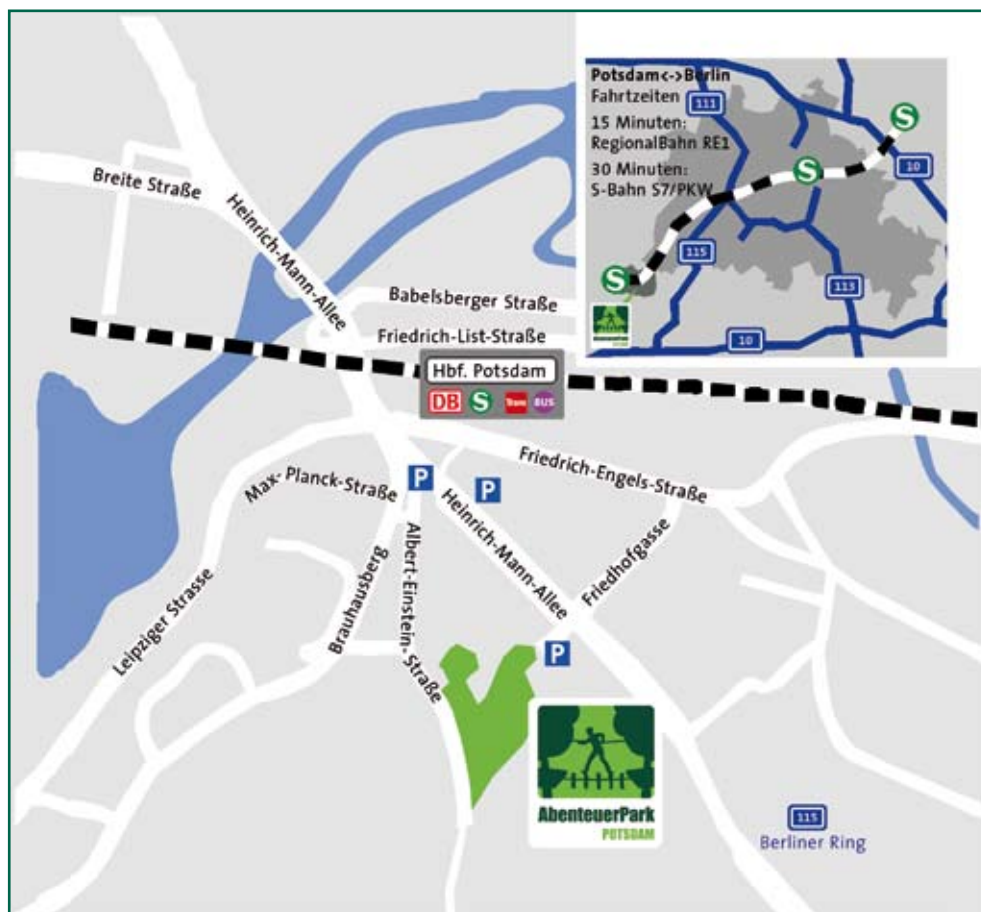 Potsdam<->Berlin
Fahrtzeiten
15 Minuten:
RegionalBahn RE1
30 Minuten:
S-Bahn S7/PKW
111
S
S
10
115
S
113
AbenteuerPark
10
Breite Straße
Heinrich-Mann-Allee
Babelsberger Straße
Friedrich-List-Straße
Hbf. Potsdam
DB S Tram BUS
Friedrich-Engels-Straße
Max-Planck-Straße
P
P
Heinrich-Mann-Allee
Albert-Einstein-Straße
Friedhofgasse
Brauhausberg
Leipziger Strasse
P
AbenteuerPark
POTSDAM
115
Berliner Ring